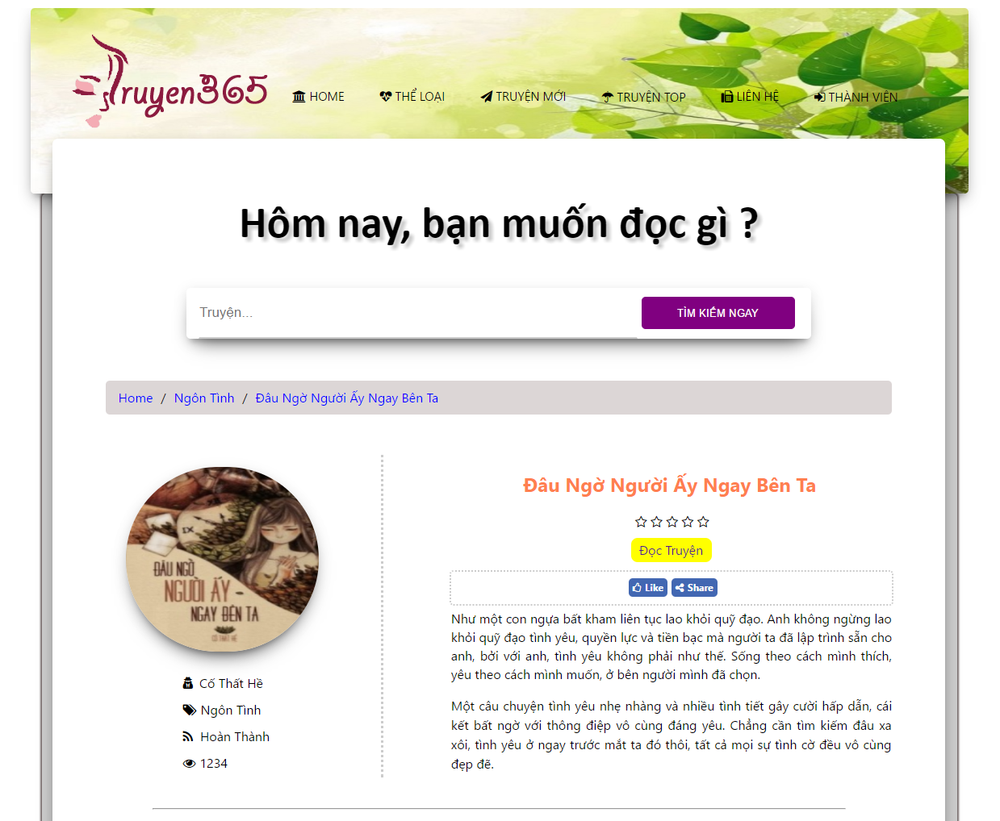 Truyen365
HOME
THỂ LOẠI
TRUYỆN MỚI
TRUYỆN TOP
LIÊN HỆ
THÀNH VIÊN
Hôm nay, bạn muốn đọc gì ?
Truyện...
TÌM KIẾM NGAY
Home / Ngôn Tình / Đâu Ngờ Người Ấy Ngay Bên Ta
IX
ĐÂU NGỜ
NGƯỜI ẤY -
NGAY BÊN TA
CỐ THẤT HỀ
Cố Thất Hề
Ngôn Tình
Hoàn Thành
1234
Đâu Ngờ Người Ấy Ngay Bên Ta
Đọc Truyện
Like Share
Như một con ngựa bất kham liên tục lao khỏi quỹ đạo. Anh không ngừng lao
khỏi quỹ đạo tình yêu, quyền lực và tiền bạc mà người ta đã lập trình sẵn cho
anh, bởi với anh, tình yêu không phải như thế. Sống theo cách mình thích,
yêu theo cách mình muốn, ở bên người mình đã chọn.
Một câu chuyện tình yêu nhẹ nhàng và nhiều tình tiết gây cười hấp dẫn, cái
kết bất ngờ với thông điệp vô cùng đáng yêu. Chẳng cần tìm kiếm đâu xa
xôi, tình yêu ở ngay trước mắt ta đó thôi, tất cả mọi sự tình cờ đều vô cùng
đẹp đẽ.